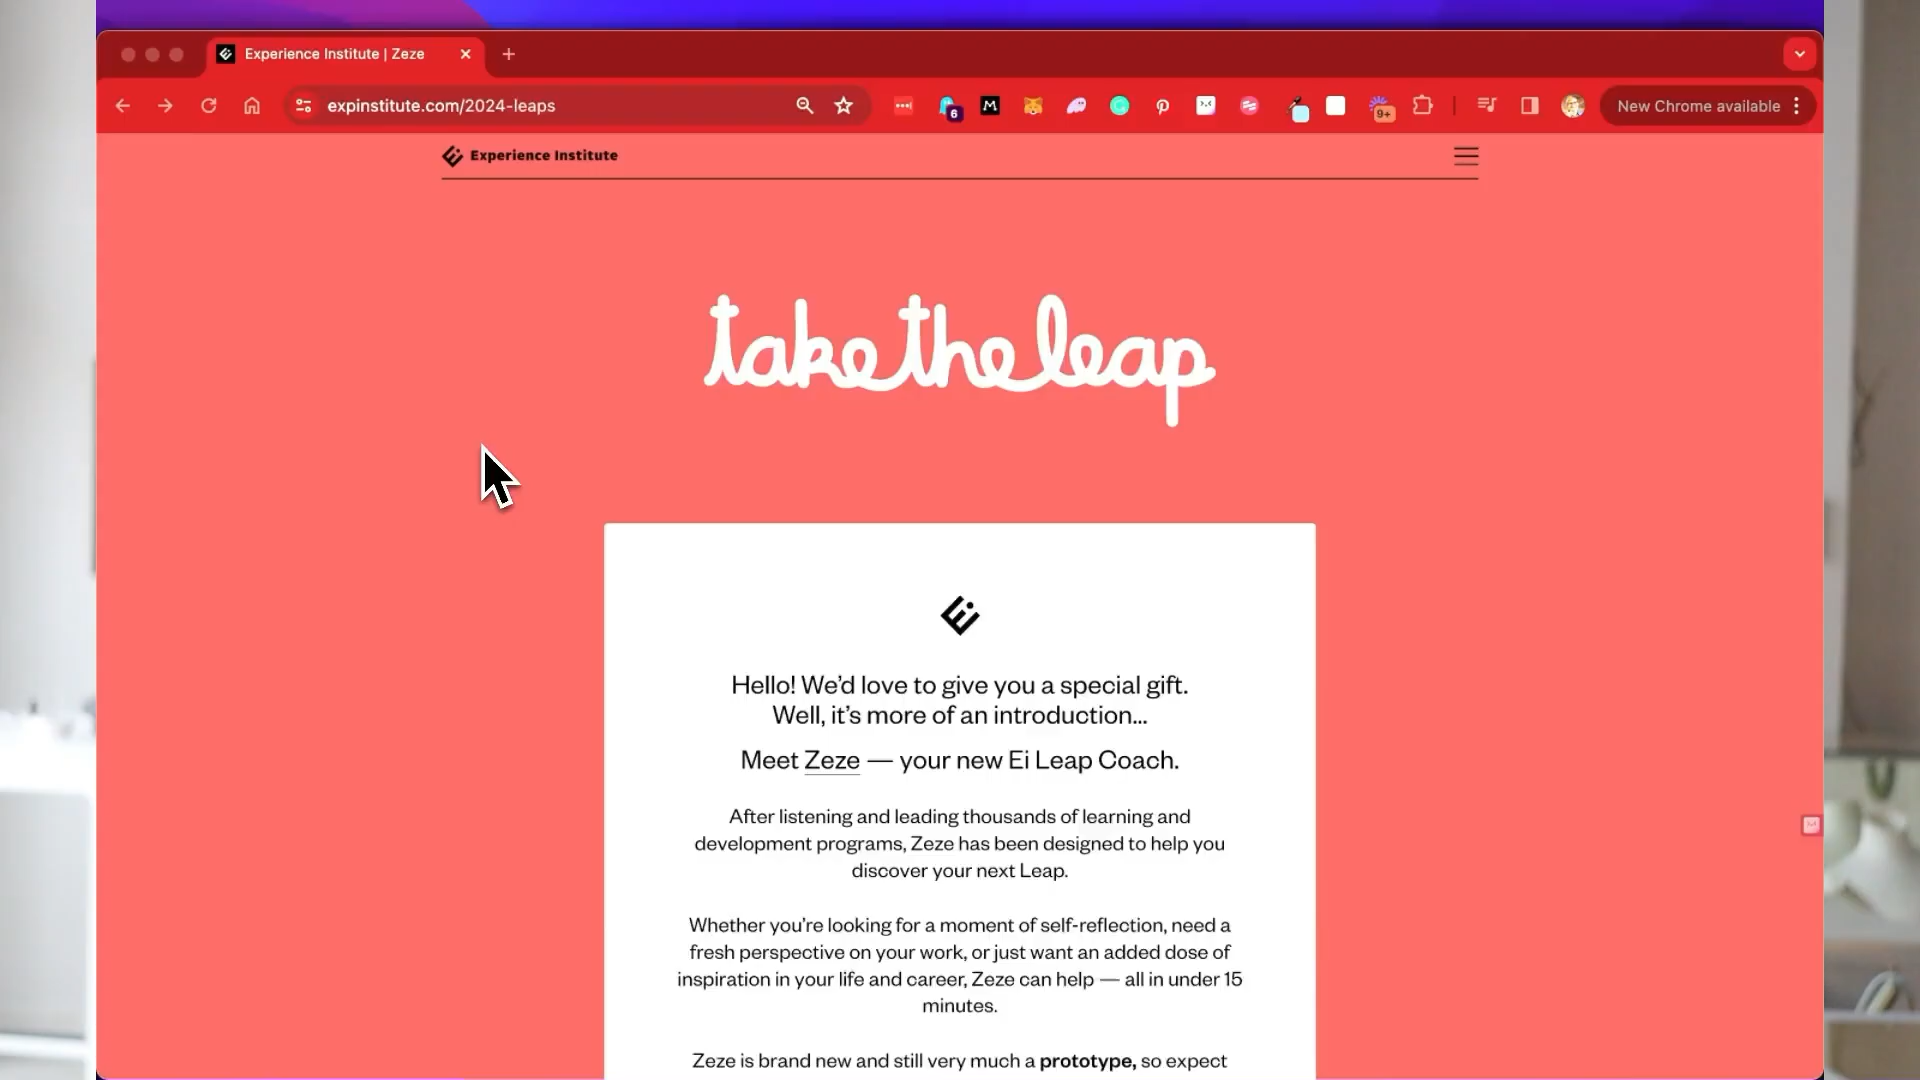 Experience Institute | Zeze
expinstitute.com/2024-leaps
6
M
9+
New Chrome available
Experience Institute
take the leap
Hello! We’d love to give you a special gift.
Well, it’s more of an introduction...
Meet Zeze — your new Ei Leap Coach.
After listening and leading thousands of learning and
development programs, Zeze has been designed to help you
discover your next Leap.
Whether you’re looking for a moment of self-reflection, need a
fresh perspective on your work, or just want an added dose of
inspiration in your life and career, Zeze can help — all in under 15
minutes.
Zeze is brand new and still very much a prototype, so expect